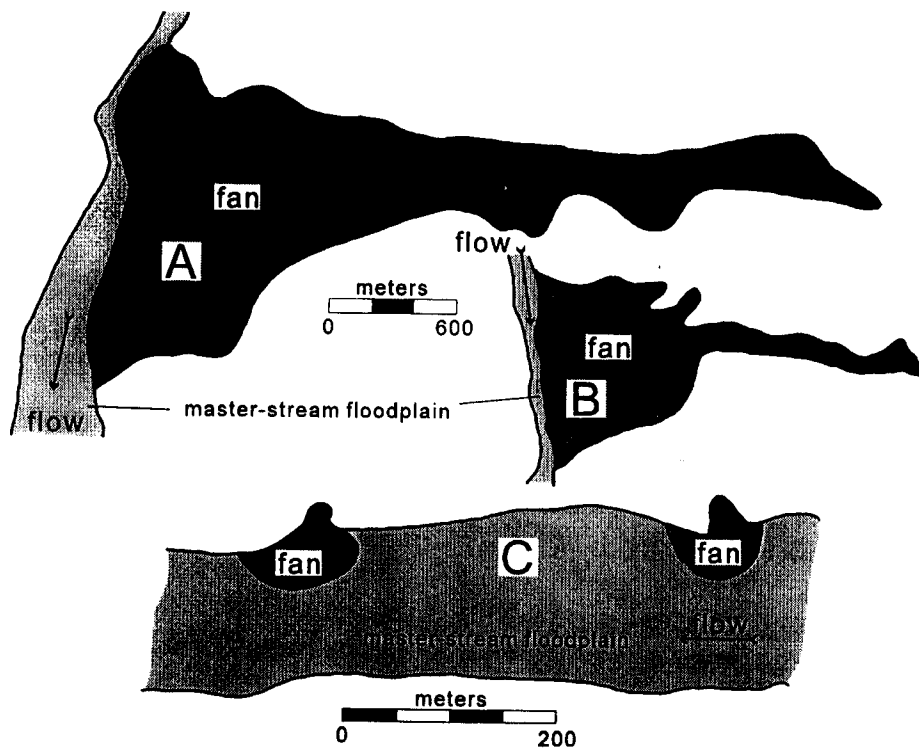 fan
A
flow
meters
0 600
fan
B
master-stream floodplain
flow
fan
C
fan
flow
master-stream floodplain
meters
0 200